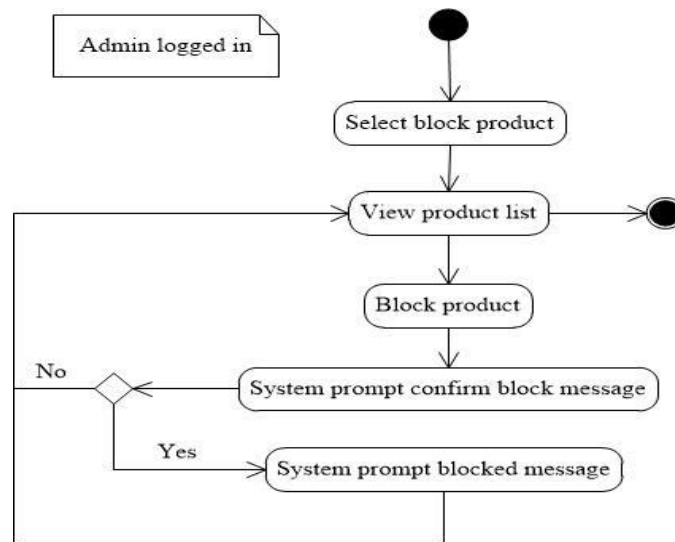 Admin logged in
Select block product
View product list
Block product
No
System prompt confirm block message
Yes
System prompt blocked message